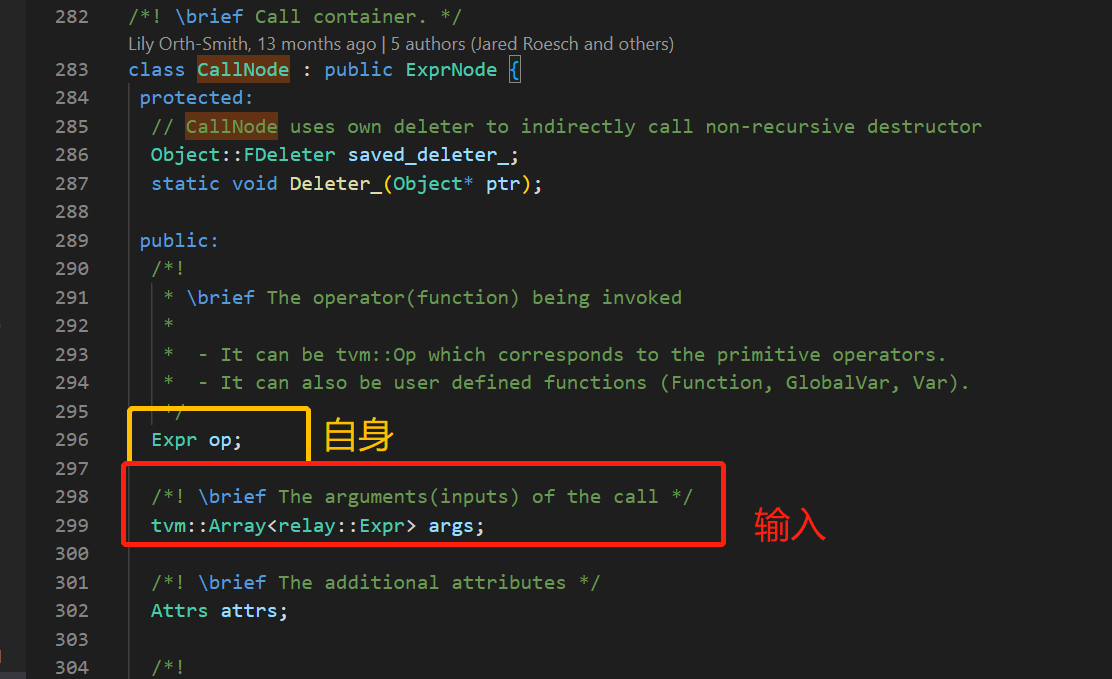 282 /*! \brief Call container. */
Lily Orth-Smith, 13 months ago | 5 authors (Jared Roesch and others)
283 class CallNode : public ExprNode {
284 protected:
285 // CallNode uses own deleter to indirectly call non-recursive destructor
286 Object::FDeleter saved_deleter_;
287 static void Deleter_(Object* ptr);
288
289 public:
290 /*!
291 * \brief The operator(function) being invoked
292 *
293 * - It can be tvm::Op which corresponds to the primitive operators.
294 * - It can also be user defined functions (Function, GlobalVar, Var).
295 */
296 Expr op; 自身
297
298 /*! \brief The arguments(inputs) of the call */
299 tvm::Array<relay::Expr> args; 输入
300
301 /*! \brief The additional attributes */
302 Attrs attrs;
303
304 /*!